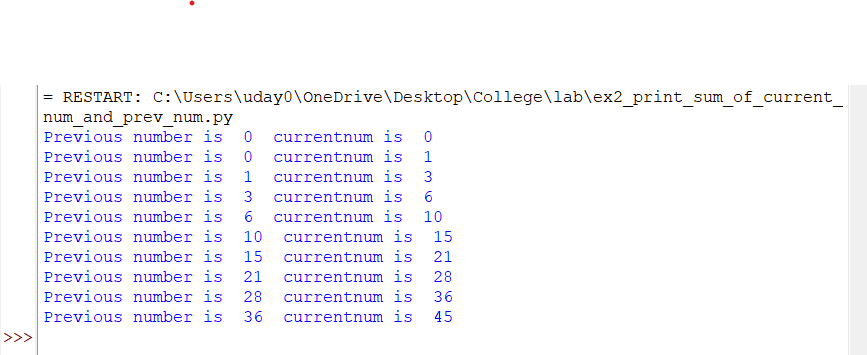 = RESTART: C:\Users\uday0\OneDrive\Desktop\College\lab\ex2_print_sum_of_current_
num_and_prev_num.py
Previous number is  0  currentnum is  0
Previous number is  0  currentnum is  1
Previous number is  1  currentnum is  3
Previous number is  3  currentnum is  6
Previous number is  6  currentnum is  10
Previous number is  10  currentnum is  15
Previous number is  15  currentnum is  21
Previous number is  21  currentnum is  28
Previous number is  28  currentnum is  36
Previous number is  36  currentnum is  45
>>>